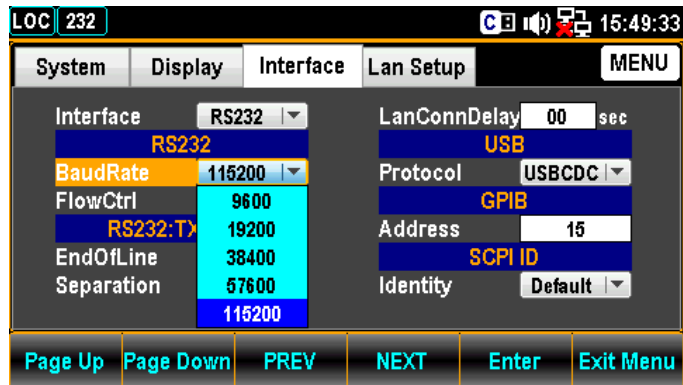 LOC 232 C 15:49:33
System Display Interface Lan Setup MENU
Interface RS232
RS232
BaudRate 115200
FlowCtrl 9600
RS232:TX 19200
EndOfLine 38400
Separation 57600
115200
LanConnDelay 00 sec
USB
Protocol USBCDC
GPIB
Address 15
SCPI ID
Identity Default
Page Up Page Down PREV NEXT Enter Exit Menu